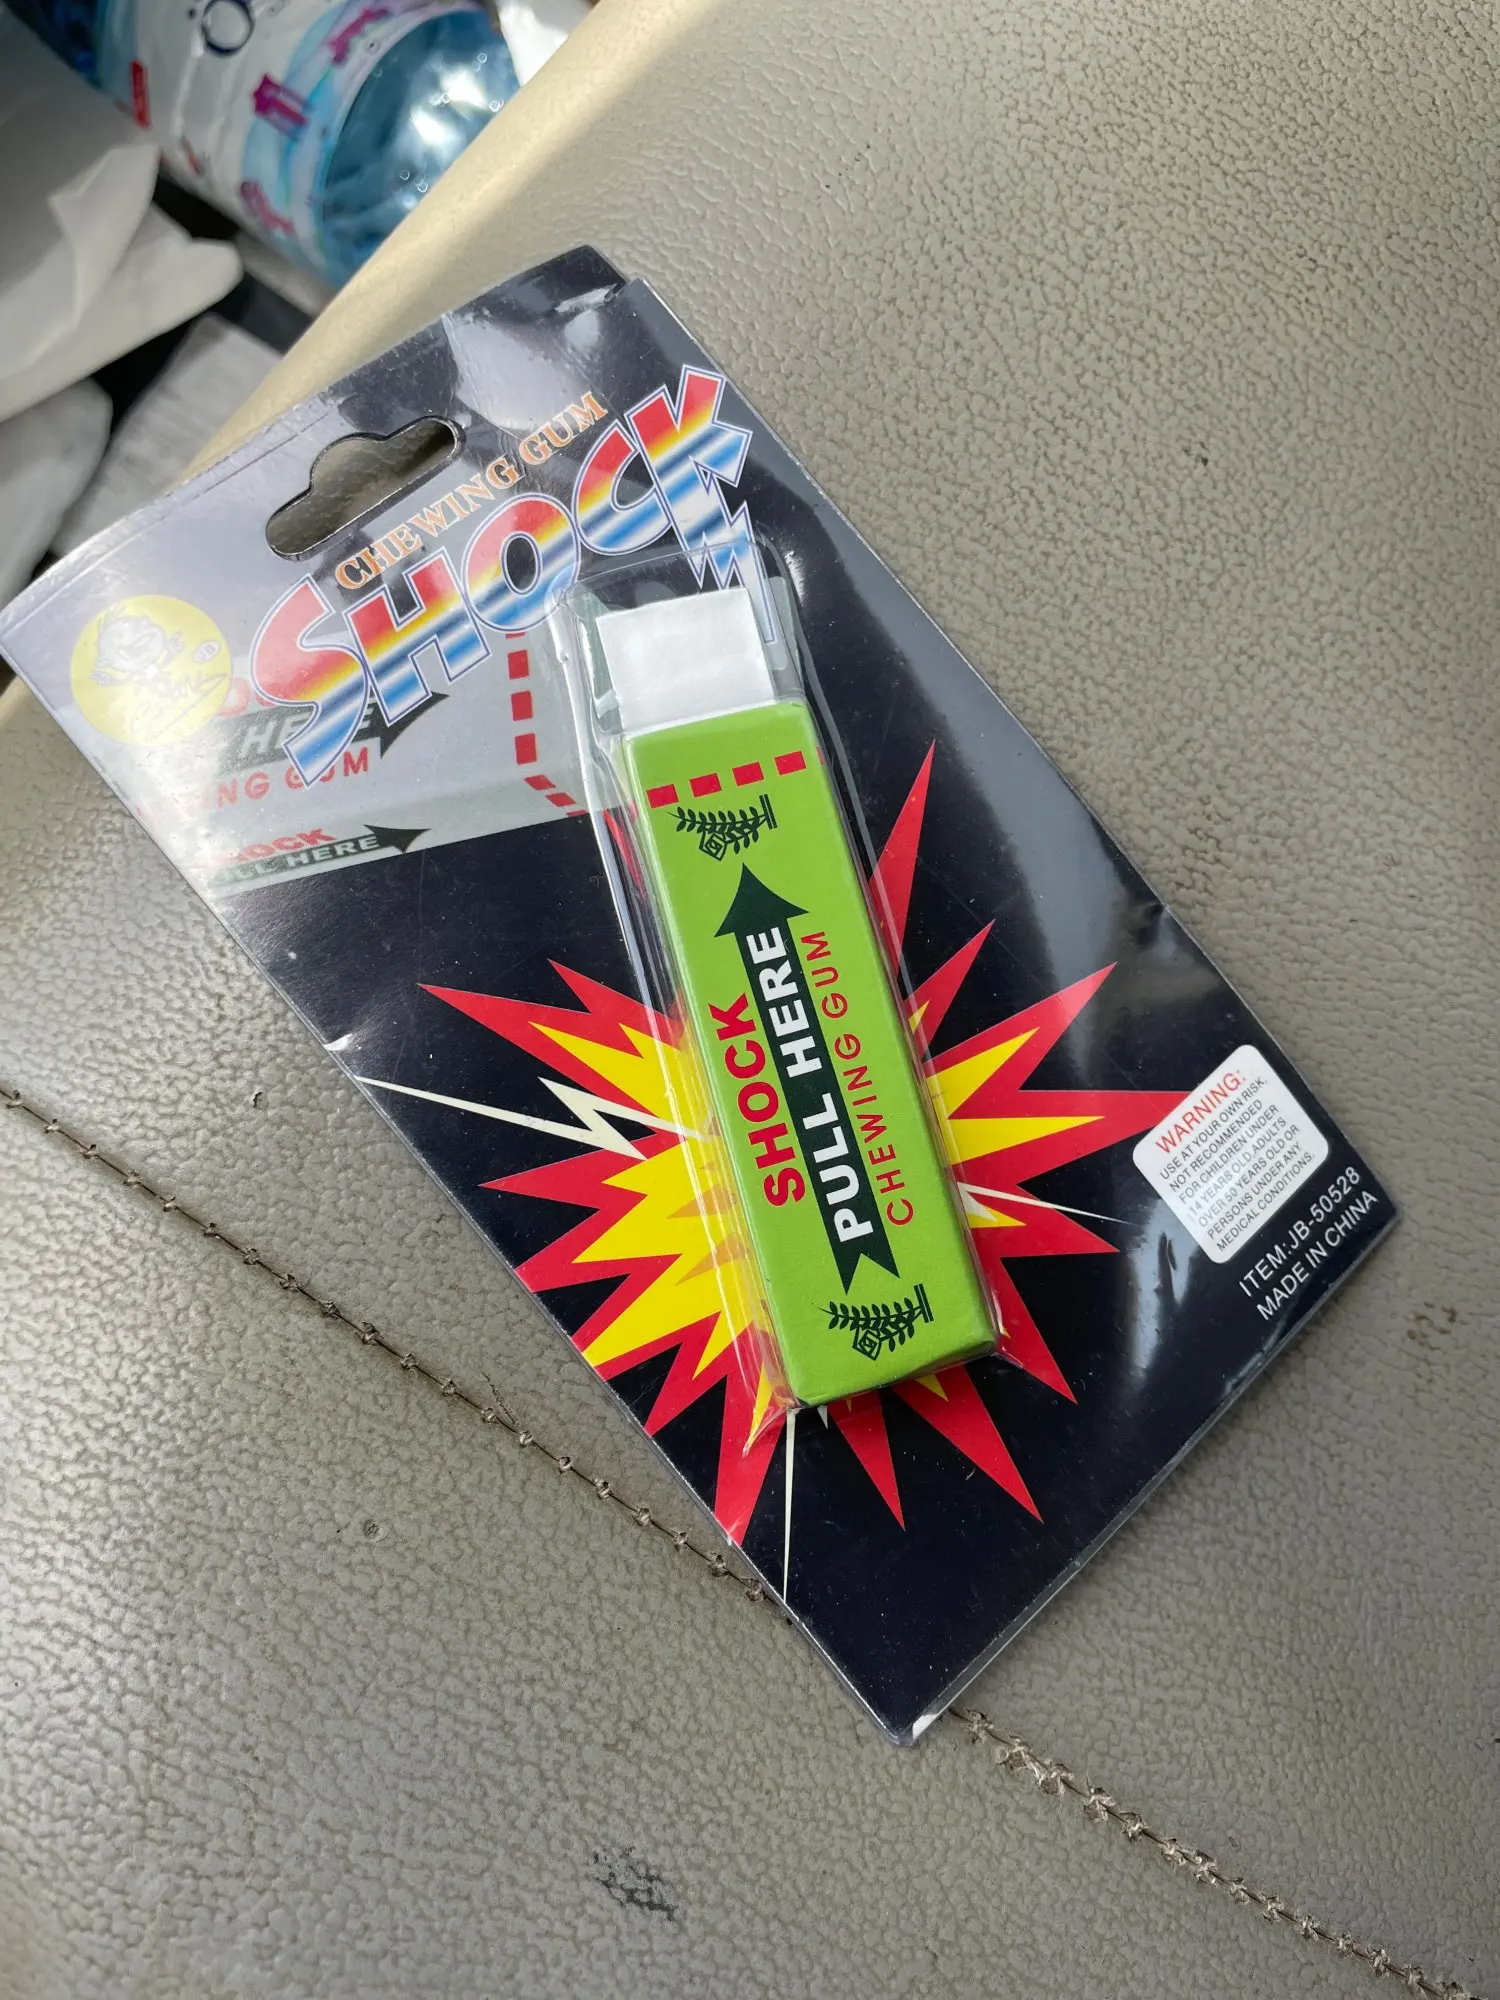 CHEWING GUM
SHOCK
HERE
ING GUM
SHOCK
PULL HERE
SHOCK
PULL HERE
CHEWING GUM
WARNING:
USE AT YOUR OWN RISK.
NOT RECOMMENDED
FOR CHILDREN UNDER
14 YEARS OLD, ADULTS
OVER 50 YEARS OLD OR
PERSONS UNDER ANY
MEDICAL CONDITIONS.
ITEM:JB-50528
MADE IN CHINA